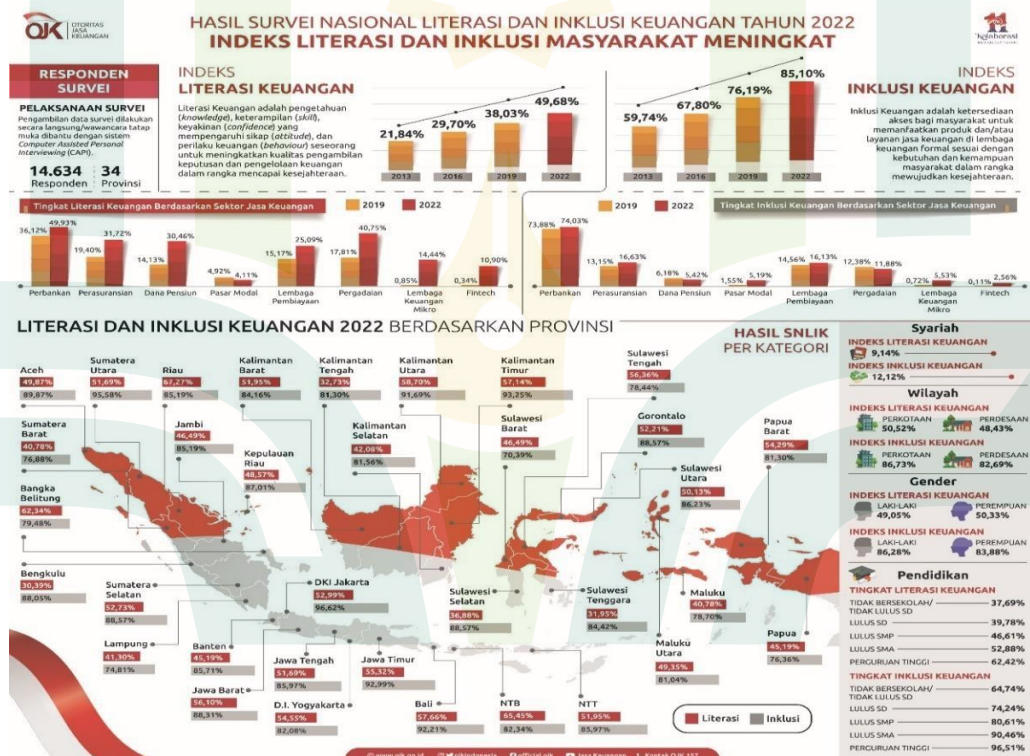 OJK
OTORITAS
JASA
KEUANGAN
HASIL SURVEI NASIONAL LITERASI DAN INKLUSI KEUANGAN TAHUN 2022
INDEKS LITERASI DAN INKLUSI MASYARAKAT MENINGKAT
11
Kolaborasi
RESPONDEN
SURVEI
PELAKSANAAN SURVEI
Pengambilan data survei dilakukan
secara langsung/wawancara tatap
muka dibantu dengan sistem
Computer Assisted Personal
Interviewing (CAPI).
14.634
Responden
34
Provinsi
INDEKS
LITERASI KEUANGAN
Literasi Keuangan adalah pengetahuan
(knowledge), keterampilan (skill),
keyakinan (confidence) yang
mempengaruhi sikap (attitude), dan
perilaku keuangan (behaviour) seseorang
untuk meningkatkan kualitas pengambilan
keputusan dan pengelolaan keuangan
dalam rangka mencapai kesejahteraan.
21,84% 29,70% 38,03% 49,68%
2013 2016 2019 2022
59,74% 67,80% 76,19% 85,10%
2013 2016 2019 2022
INDEKS
INKLUSI KEUANGAN
Inklusi Keuangan adalah ketersediaan
akses bagi masyarakat untuk
memanfaatkan produk dan/atau
layanan jasa keuangan di lembaga
keuangan formal sesuai dengan
kebutuhan dan kemampuan
masyarakat dalam rangka
mewujudkan kesejahteraan.
Tingkat Literasi Keuangan Berdasarkan Sektor Jasa Keuangan
2019 2022
36,12% 49,93%
19,40% 31,72%
14,13% 30,46%
4,92% 4,11%
15,17% 25,09%
17,81% 40,75%
0,85% 14,44%
0,34% 10,90%
Perbankan Perasuransian Dana Pensiun Pasar Modal Lembaga Pembiayaan Pergadaian Lembaga Keuangan Mikro Fintech
2019 2022
Tingkat Inklusi Keuangan Berdasarkan Sektor Jasa Keuangan
73,88% 74,03%
13,15% 16,63%
6,18% 5,42%
1,55% 5,19%
14,56% 16,13%
12,38% 11,88%
0,72% 5,53%
0,11% 2,56%
Perbankan Perasuransian Dana Pensiun Pasar Modal Lembaga Pembiayaan Pergadaian Lembaga Keuangan Mikro Fintech
LITERASI DAN INKLUSI KEUANGAN 2022 BERDASARKAN PROVINSI
Aceh
49,87%
89,87%
Sumatera
Utara
51,69%
95,58%
Riau
67,27%
85,19%
Kalimantan
Barat
51,95%
84,16%
Kalimantan
Tengah
32,73%
81,30%
Kalimantan
Utara
58,70%
91,69%
Kalimantan
Timur
57,14%
93,25%
Sulawesi
Tengah
56,36%
78,44%
Sumatera
Barat
40,78%
76,88%
Jambi
46,49%
85,19%
Kepulauan
Riau
48,57%
87,01%
Kalimantan
Selatan
42,08%
81,56%
Sulawesi
Barat
46,49%
70,39%
Gorontalo
52,21%
88,57%
Papua
Barat
54,29%
81,30%
Bangka
Belitung
62,34%
79,48%
Sulawesi
Utara
50,13%
86,23%
Bengkulu
30,39%
88,05%
Sumatera
Selatan
52,73%
88,57%
DKI Jakarta
52,99%
96,62%
Sulawesi
Selatan
36,88%
88,57%
Sulawesi
Tenggara
31,95%
84,42%
Maluku
40,78%
78,70%
Lampung
41,30%
74,81%
Banten
45,19%
85,71%
Jawa Tengah
51,69%
85,97%
Jawa Timur
55,32%
92,99%
Maluku
Utara
49,35%
81,04%
Papua
45,19%
76,36%
Jawa Barat
56,10%
88,31%
D.I. Yogyakarta
54,55%
82,08%
Bali
57,66%
92,21%
NTB
65,45%
82,34%
NTT
51,95%
85,97%
Literasi Inklusi
HASIL SNLIK
PER KATEGORI
Syariah
INDEKS LITERASI KEUANGAN
9,14%
INDEKS INKLUSI KEUANGAN
12,12%
Wilayah
INDEKS LITERASI KEUANGAN
PERKOTAAN
50,52%
PERDESAAN
48,43%
INDEKS INKLUSI KEUANGAN
PERKOTAAN
86,73%
PERDESAAN
82,69%
Gender
INDEKS LITERASI KEUANGAN
LAKI-LAKI
49,05%
PEREMPUAN
50,33%
INDEKS INKLUSI KEUANGAN
LAKI-LAKI
86,28%
PEREMPUAN
83,88%
Pendidikan
TINGKAT LITERASI KEUANGAN
TIDAK BERSEKOLAH/
TIDAK LULUS SD 37,69%
LULUS SD 39,78%
LULUS SMP 46,61%
LULUS SMA 52,88%
PERGURUAN TINGGI 62,42%
TINGKAT INKLUSI KEUANGAN
TIDAK BERSEKOLAH/
TIDAK LULUS SD 64,74%
LULUS SD 74,24%
LULUS SMP 80,61%
LULUS SMA 90,46%
PERGURUAN TINGGI 96,51%
www.ojk.go.id ojkindonesia official.ojk Jasa Keuangan Kontak OJK 157